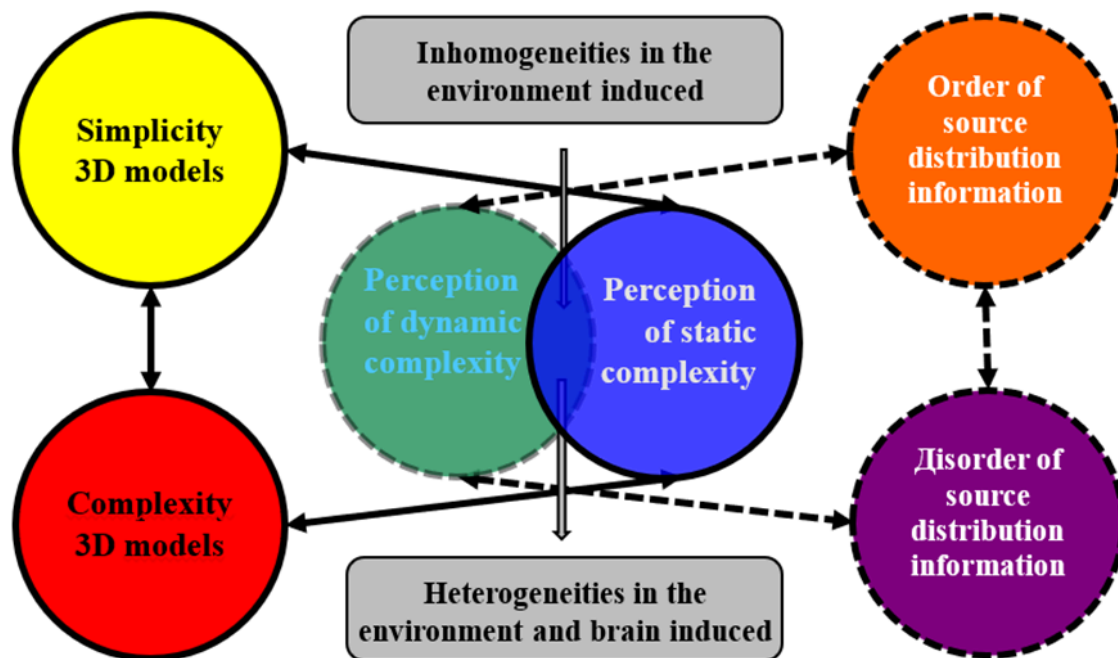 Inhomogeneities in the
environment induced
Simplicity
3D models
Order of
source
distribution
information
Perception
of dynamic
complexity
Perception
of static
complexity
Complexity
3D models
Дisorder of
source
distribution
information
Heterogeneities in the
environment and brain induced